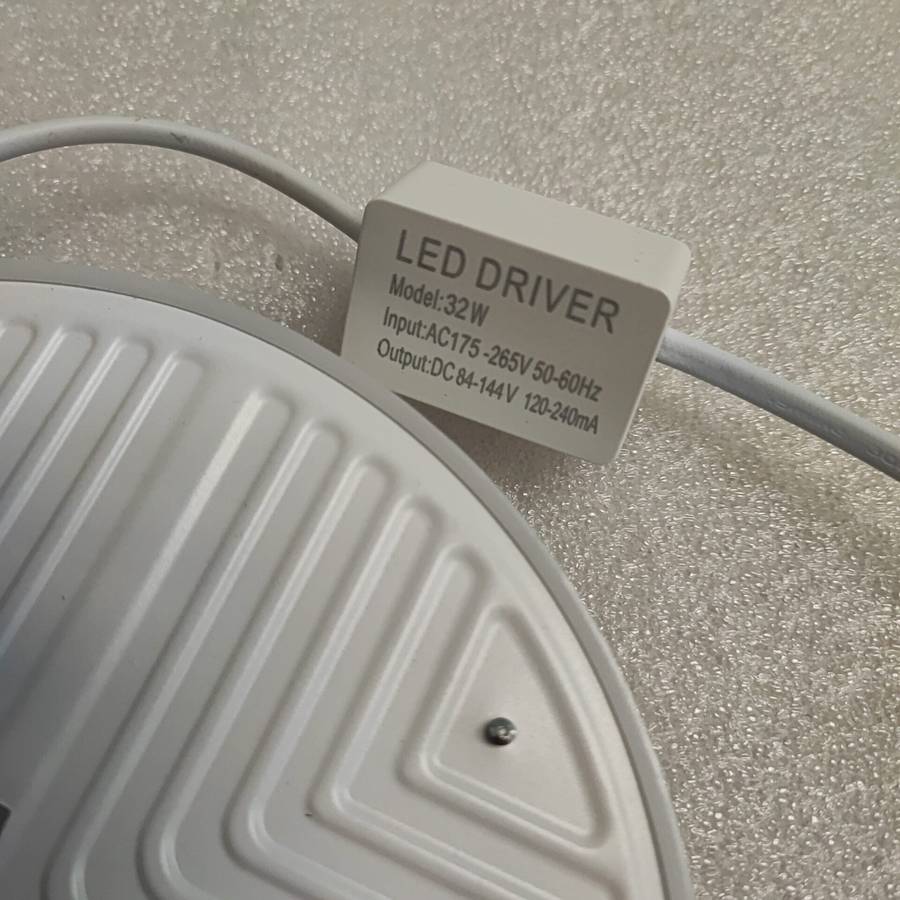 LED DRIVER
Model:32W
Input:AC175-265V 50-60Hz
Output:DC 84-144V 120-240mA